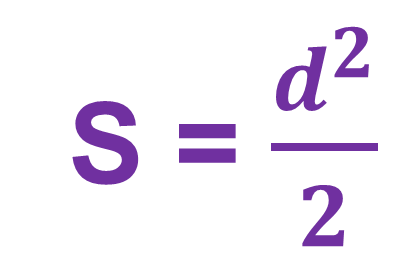 S = d²/2